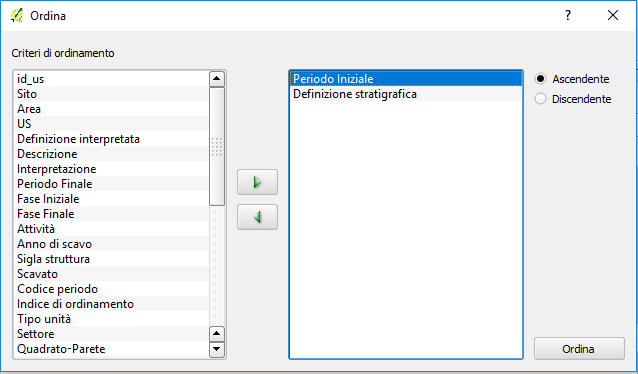 Ordina
?
Criteri di ordinamento
id_us
Sito
Area
US
Definizione interpretata
Descrizione
Interpretazione
Periodo Finale
Fase Iniziale
Fase Finale
Attività
Anno di scavo
Sigla struttura
Scavato
Codice periodo
Indice di ordinamento
Tipo unità
Settore
Quadrato-Parete
Periodo Iniziale
Definizione stratigrafica
Ascendente
Discendente
Ordina